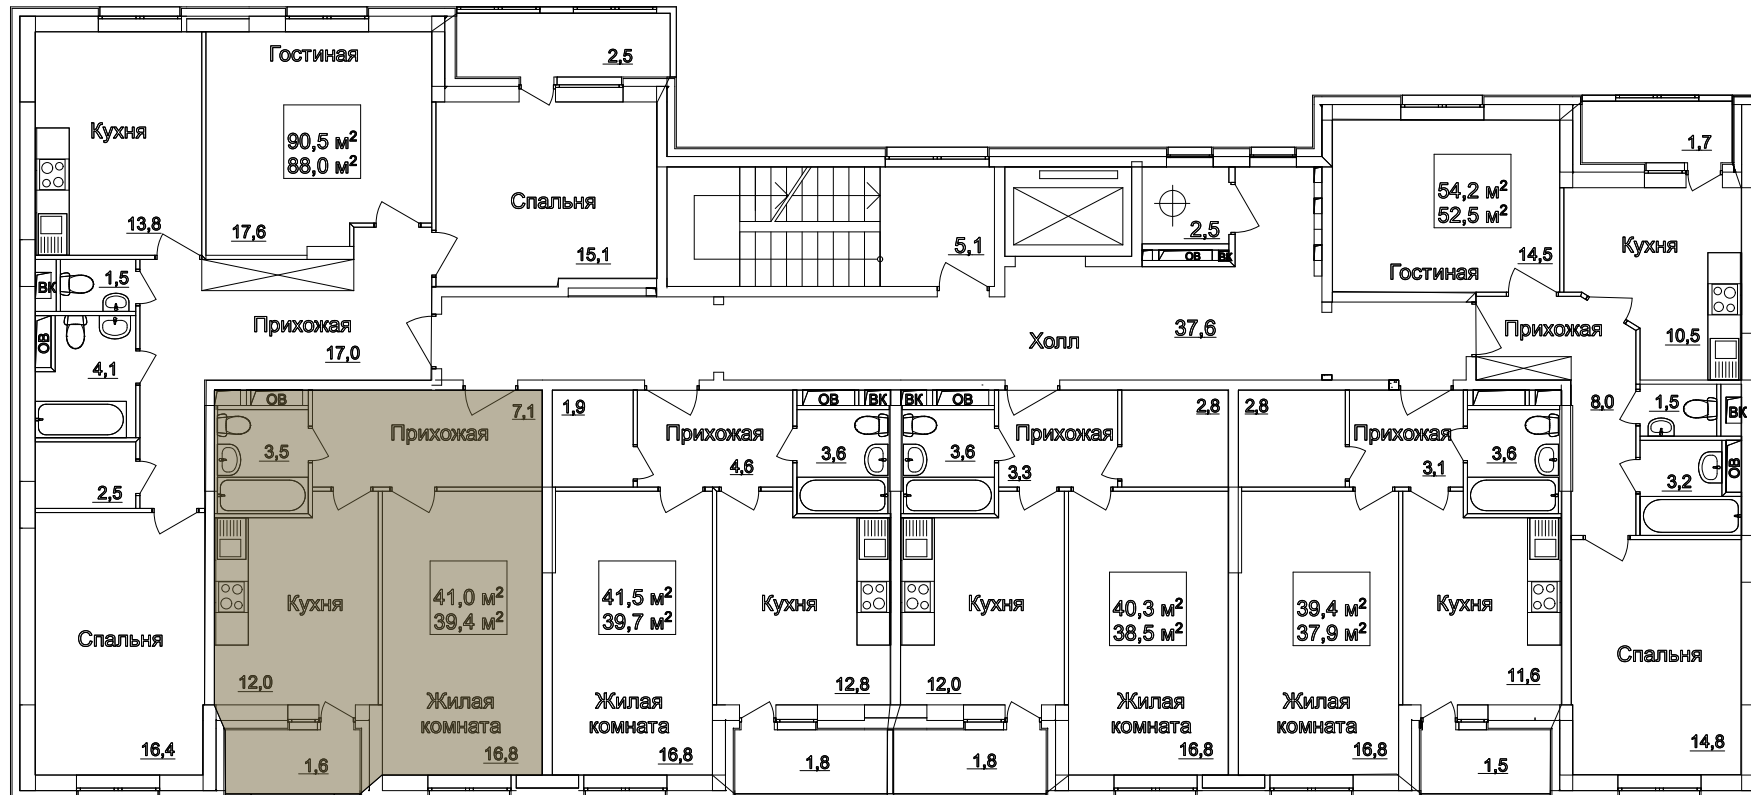 Гостиная
2,5
Кухня
90,5 м²
88,0 м²
13,8
17,6
Спальня
15,1
5,1
2,5
ОВ
ВК
54,2 м²
52,5 м²
14,5
Гостиная
1,7
Кухня
10,5
ВК
1,5
ОВ
4,1
Прихожая
17,0
Холл
37,6
Прихожая
8,0
1,5
ВК
3,2
ОВ
2,5
Спальня
16,4
ОВ
7,1
Прихожая
3,5
41,0 м²
39,4 м²
Кухня
12,0
Жилая
комната
16,8
1,6
1,9
Прихожая
4,6
ОВ
ВК
3,6
41,5 м²
39,7 м²
Кухня
12,8
Жилая
комната
16,8
1,8
ВК
ОВ
3,6
Прихожая
3,3
2,8
Кухня
12,0
40,3 м²
38,5 м²
Жилая
комната
16,8
1,8
2,8
Прихожая
3,1
3,6
39,4 м²
37,9 м²
Кухня
11,6
Жилая
комната
16,8
1,5
Спальня
14,8